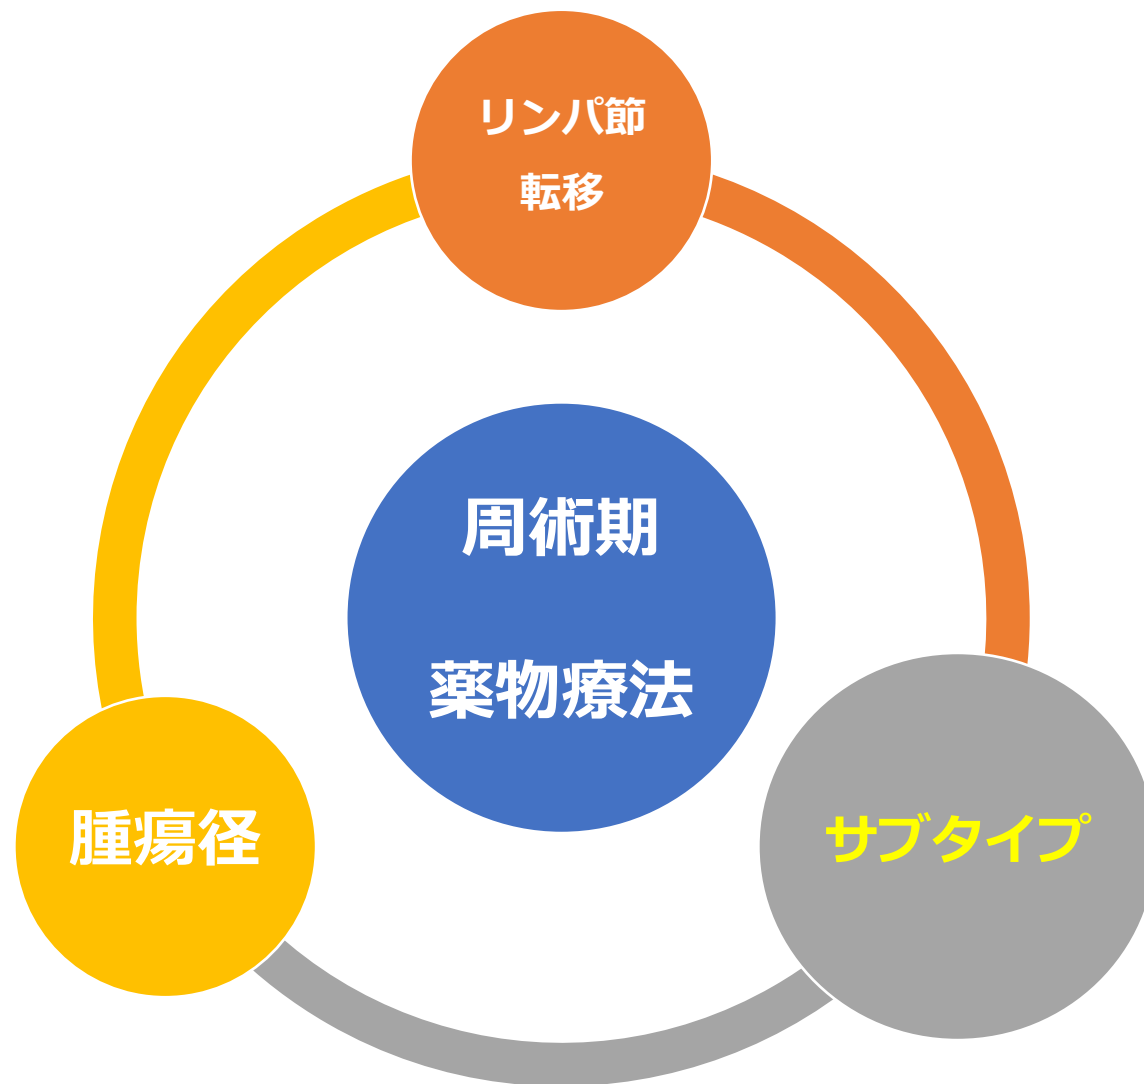 リンパ節
転移
周術期
薬物療法
腫瘍径
サブタイプ